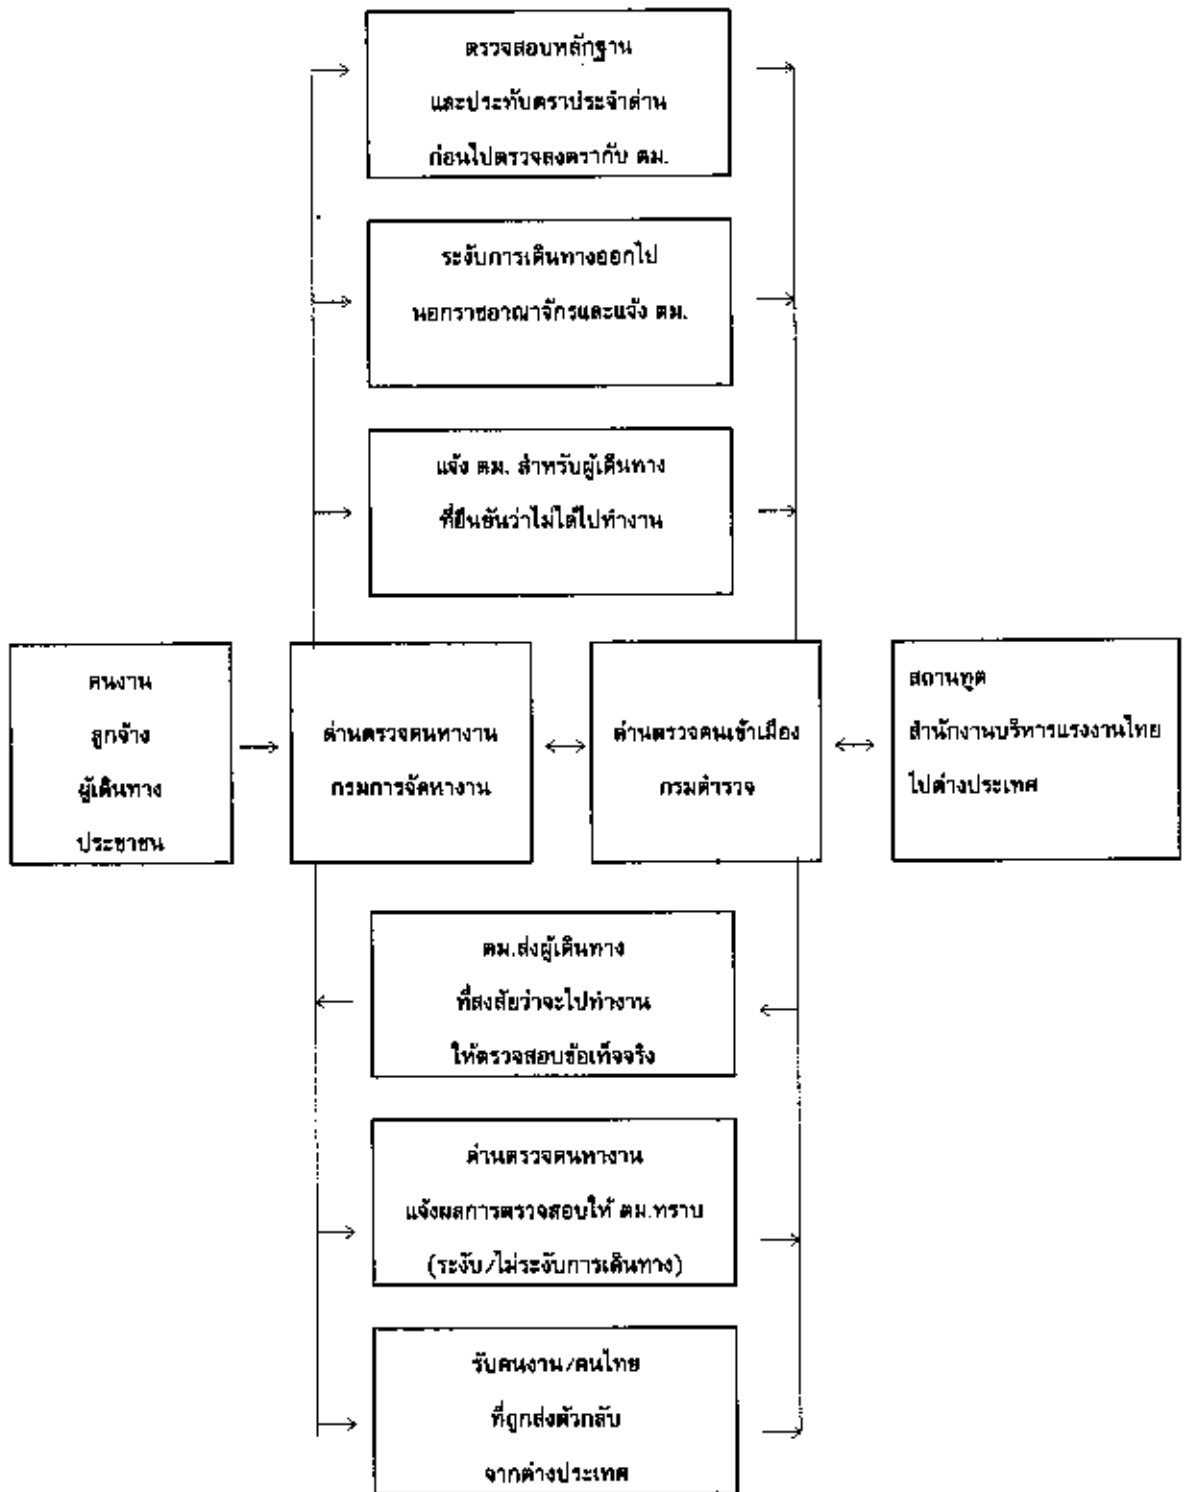 ตรวจสอบหลักฐาน
และประทับตราประจำด่าน
ก่อนไปตรวจลงตรากับ ตม.
ระงับการเดินทางออกไป
นอกราชอาณาจักรและแจ้ง ตม.
แจ้ง ตม. สำหรับผู้เดินทาง
ที่ยืนยันว่าไม่ได้ไปทำงาน
คนงาน
ลูกจ้าง
ผู้เดินทาง
ประชาชน
ด่านตรวจคนหางาน
กรมการจัดหางาน
ด่านตรวจคนเข้าเมือง
กรมตำรวจ
สถานทูต
สำนักงานบริหารแรงงานไทย
ไปต่างประเทศ
ตม.ส่งผู้เดินทาง
ที่สงสัยว่าจะไปทำงาน
ให้ตรวจสอบข้อเท็จจริง
ด่านตรวจคนหางาน
แจ้งผลการตรวจสอบให้ ตม.ทราบ
(ระงับ/ไม่ระงับการเดินทาง)
รับคนงาน/คนไทย
ที่ถูกส่งตัวกลับ
จากต่างประเทศ